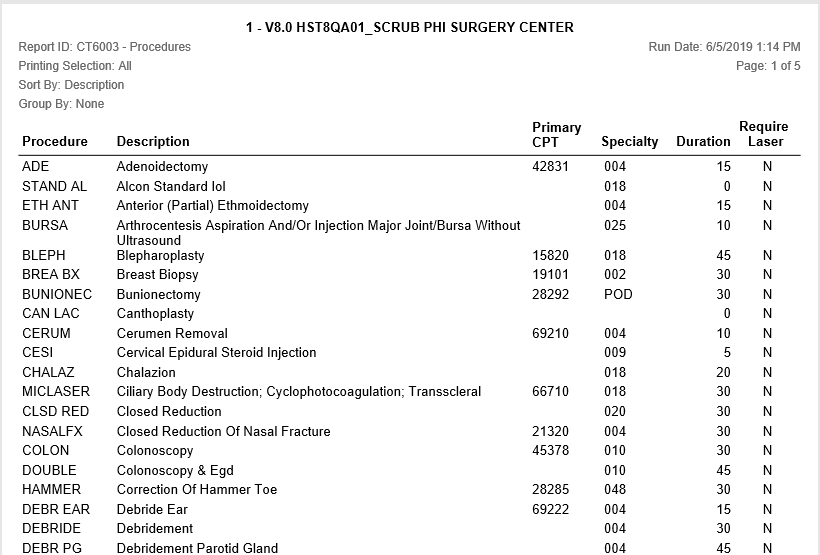 1 - V8.0 HST8QA01_SCRUB PHI SURGERY CENTER
Report ID: CT6003 - Procedures Run Date: 6/5/2019 1:14 PM
Printing Selection: All Page: 1 of 5
Sort By: Description
Group By: None
Primary Require
Procedure Description CPT Specialty Duration Laser
ADE Adenoidectomy 42831 004 15 N
STAND AL Alcon Standard Iol 018 0 N
ETH ANT Anterior (Partial) Ethmoidectomy 004 15 N
BURSA Arthrocentesis Aspiration And/Or Injection Major Joint/Bursa Without 025 10 N
Ultrasound
BLEPH Blepharoplasty 15820 018 45 N
BREA BX Breast Biopsy 19101 002 30 N
BUNIONEC Bunionectomy 28292 POD 30 N
CAN LAC Canthoplasty 0 N
CERUM Cerumen Removal 69210 004 10 N
CESI Cervical Epidural Steroid Injection 009 5 N
CHALAZ Chalazion 018 20 N
MICLASER Ciliary Body Destruction; Cyclophotocoagulation; Transscleral 66710 018 30 N
CLSD RED Closed Reduction 020 30 N
NASALFX Closed Reduction Of Nasal Fracture 21320 004 30 N
COLON Colonoscopy 45378 010 30 N
DOUBLE Colonoscopy & Egd 010 45 N
HAMMER Correction Of Hammer Toe 28285 048 30 N
DEBR EAR Debride Ear 69222 004 15 N
DEBRIDE Debridement 004 30 N
DEBR PG Debridement Parotid Gland 004 45 N